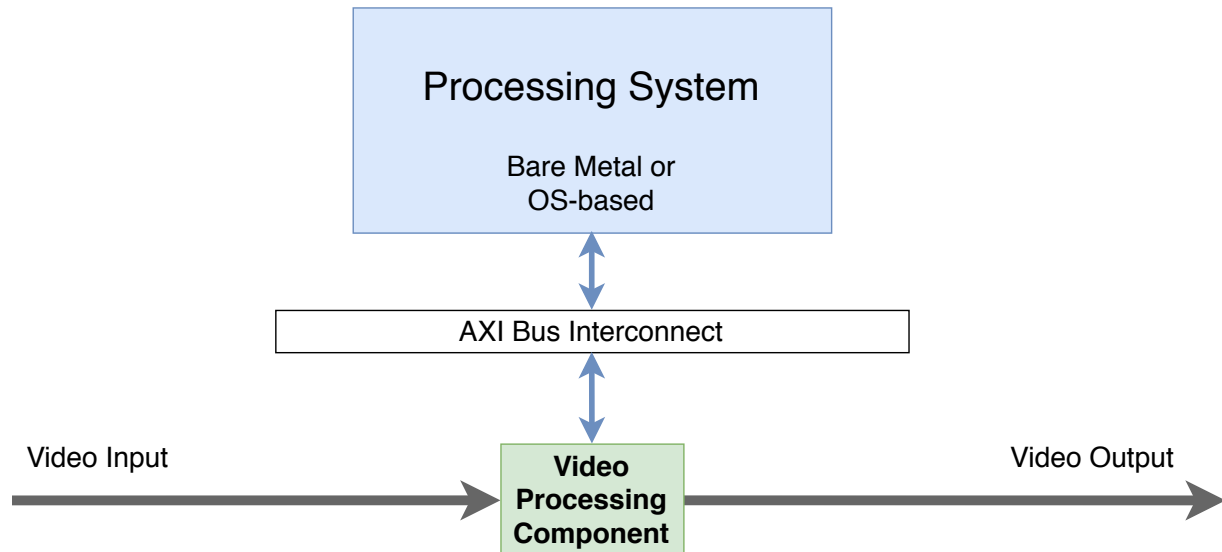 Processing System
Bare Metal or
OS-based
AXI Bus Interconnect
Video Input
Video Output
Video
Processing
Component